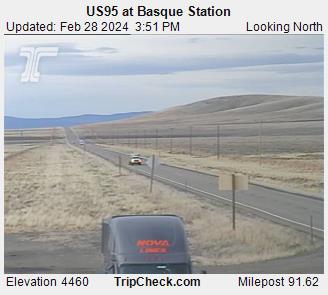 US95 at Basque Station
Updated: Feb 28 2024 3:51 PM Looking North
NOVA
LINES
Elevation 4460 TripCheck.com Milepost 91.62